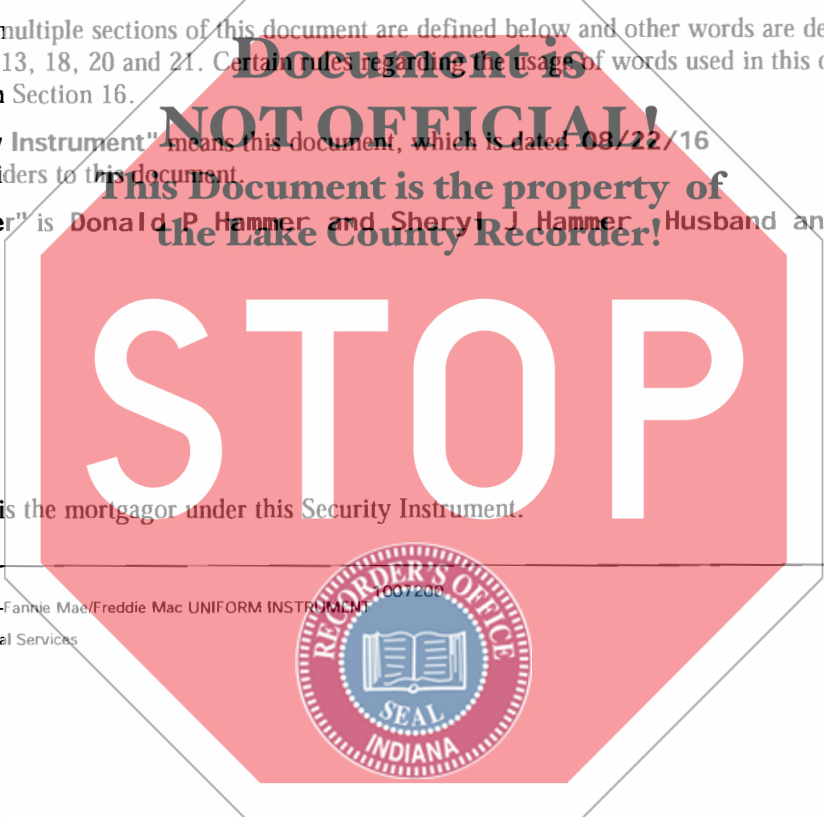 multiple sections of this document are defined below and other words are de
13, 18, 20 and 21. Certain rules regarding the usage of words used in this
Section 16.
Instrument" means this document, which is dated 08/22/16
iders to this document.
r" is Donald P Hammer and Sheryl J Hammer, Husband an
is the mortgagor under this Security Instrument.
1007200
-Fannie Mae/Freddie Mac UNIFORM INSTRUMENT
al Services
Document is
NOT OFFICIAL!
This Document is the property of
the Lake County Recorder!
STOP
RECORDER'S OFFICE
SEAL
INDIANA